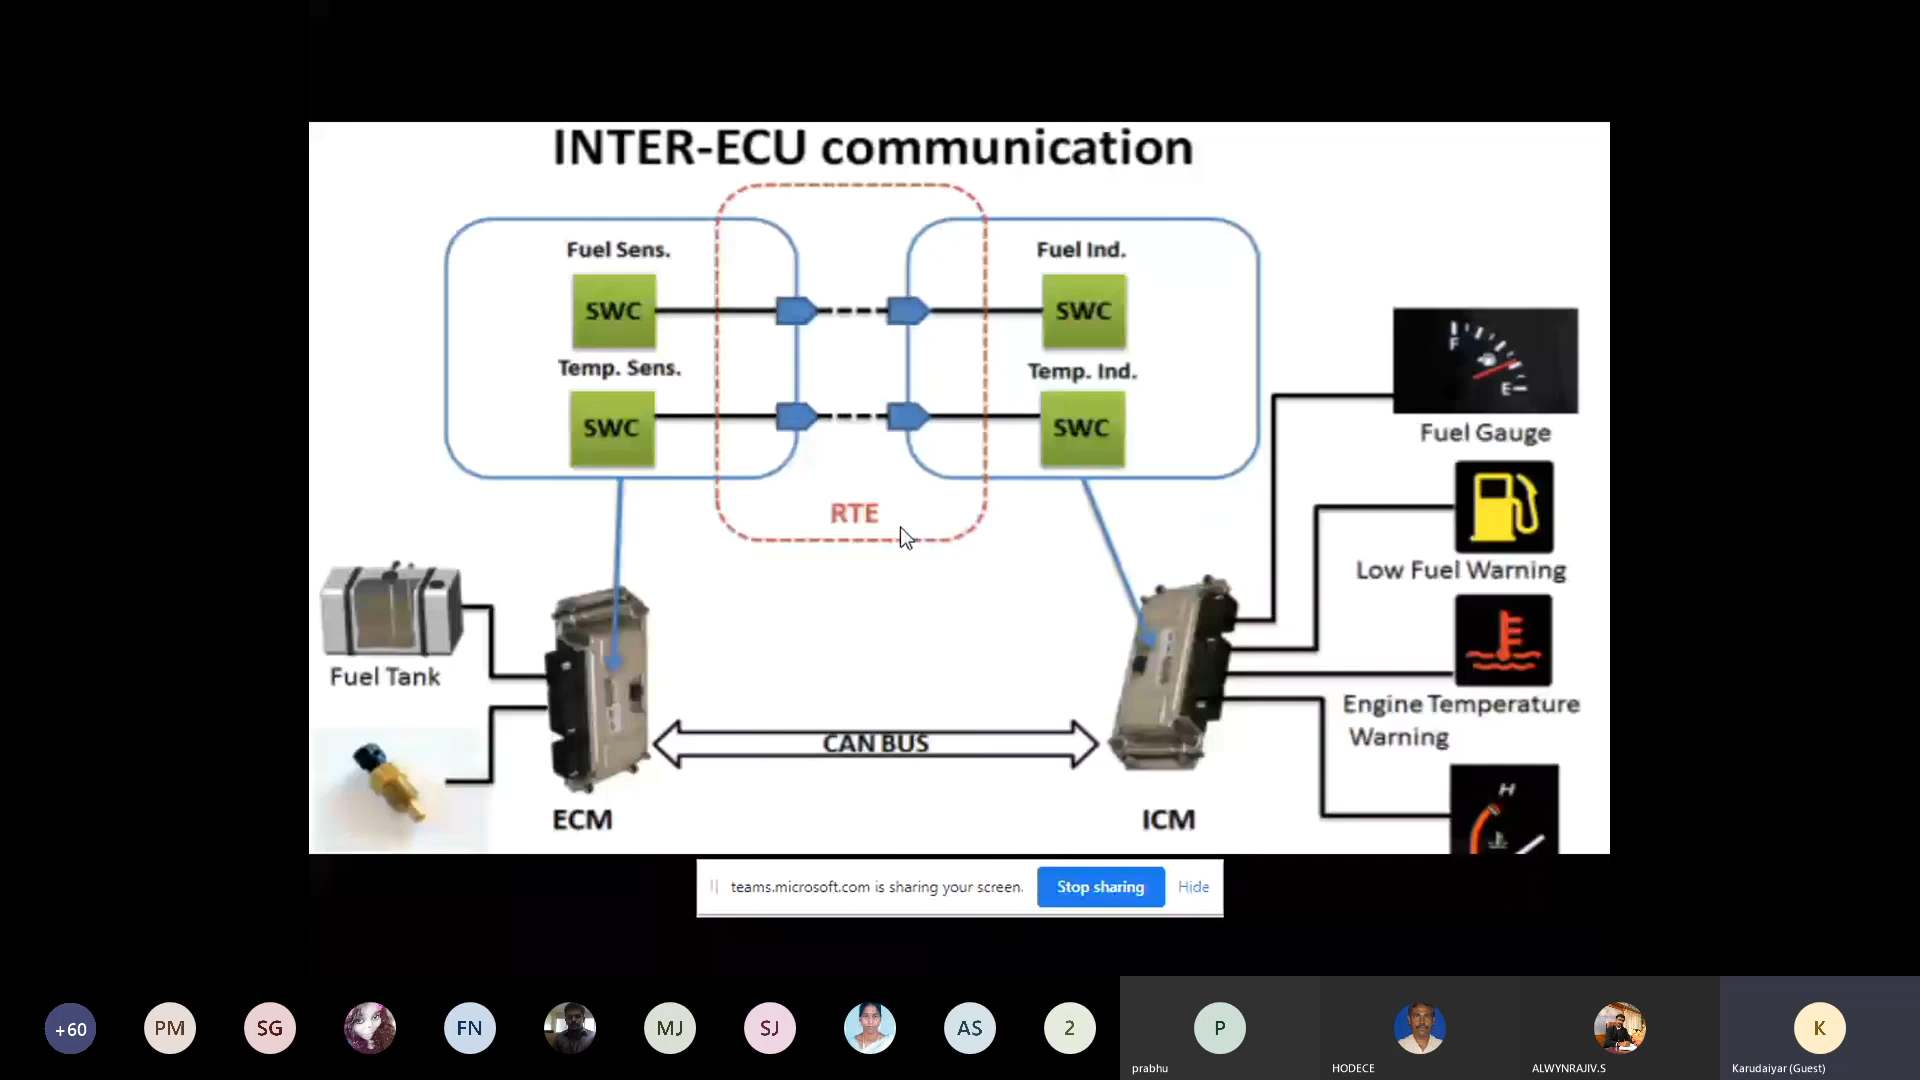 INTER-ECU communication
Fuel Sens.
Fuel Ind.
SWC
SWC
Temp. Sens.
Temp. Ind.
SWC
SWC
F
E
Fuel Gauge
RTE
Low Fuel Warning
Fuel Tank
Engine Temperature
Warning
CAN BUS
H
ECM
ICM
teams.microsoft.com is sharing your screen.
Stop sharing
Hide
+60
PM
SG
FN
MJ
SJ
AS
2
P
K
prabhu
HODECE
ALWYNRAJIV.S
Karudaiyar (Guest)